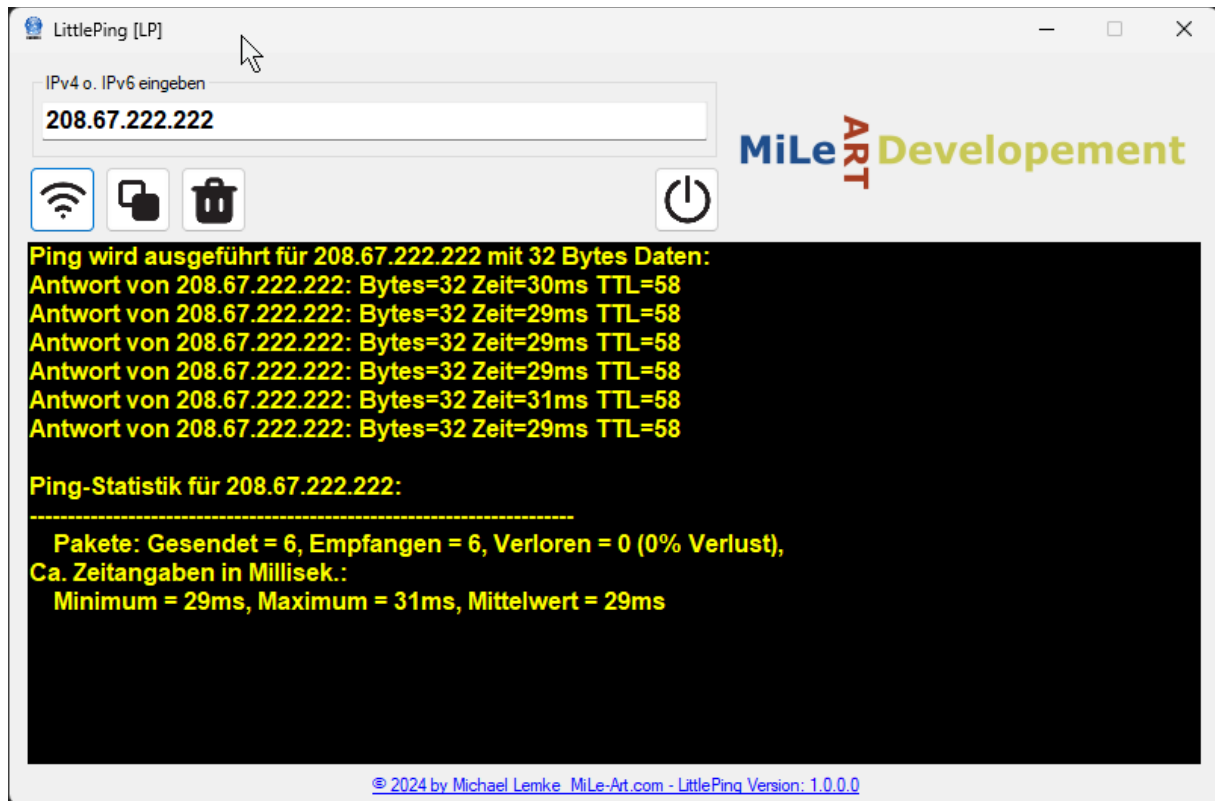 LittlePing [LP]
IPv4 o. IPv6 eingeben
208.67.222.222
MiLe ART Developement
Ping wird ausgeführt für 208.67.222.222 mit 32 Bytes Daten:
Antwort von 208.67.222.222: Bytes=32 Zeit=30ms TTL=58
Antwort von 208.67.222.222: Bytes=32 Zeit=29ms TTL=58
Antwort von 208.67.222.222: Bytes=32 Zeit=29ms TTL=58
Antwort von 208.67.222.222: Bytes=32 Zeit=29ms TTL=58
Antwort von 208.67.222.222: Bytes=32 Zeit=31ms TTL=58
Antwort von 208.67.222.222: Bytes=32 Zeit=29ms TTL=58
Ping-Statistik für 208.67.222.222:
------------------------------------------------------------------------
Pakete: Gesendet = 6, Empfangen = 6, Verloren = 0 (0% Verlust),
Ca. Zeitangaben in Millisek.:
Minimum = 29ms, Maximum = 31ms, Mittelwert = 29ms
© 2024 by Michael Lemke MiLe-Art.com - LittlePing Version: 1.0.0.0